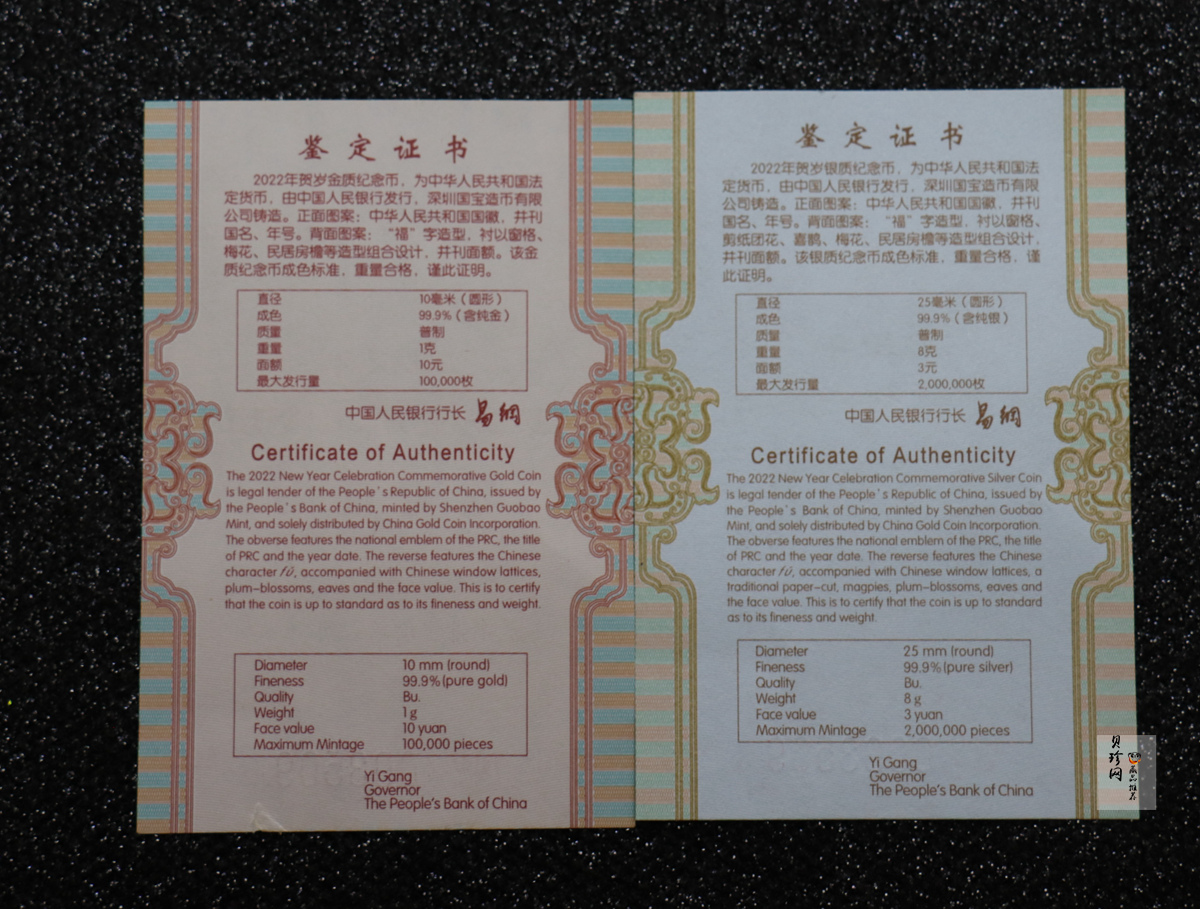 鉴定证书
2022年贺岁金质纪念币，为中华人民共和国法
定货币，由中国人民银行发行，深圳国宝造币有限
公司铸造。正面图案：中华人民共和国国徽，并刊
国名、年号。背面图案：“福”字造型，衬以窗格、
梅花、民居房檐等造型组合设计，并刊面额。该金
质纪念币成色标准，重量合格，谨此证明。
直径 10毫米（圆形）
成色 99.9%（含纯金）
质量 普制
重量 1克
面额 10元
最大发行量 100,000枚
中国人民银行行长 易纲
Certificate of Authenticity
The 2022 New Year Celebration Commemorative Gold Coin
is legal tender of the People's Republic of China, issued by
the People's Bank of China, minted by Shenzhen Guobao
Mint, and solely distributed by China Gold Coin Incorporation.
The obverse features the national emblem of the PRC, the title
of PRC and the year date. The reverse features the Chinese
character fú, accompanied with Chinese window lattices,
plum-blossoms, eaves and the face value. This is to certify
that the coin is up to standard as to its fineness and weight.
Diameter 10 mm (round)
Fineness 99.9% (pure gold)
Quality Bu.
Weight 1 g
Face value 10 yuan
Maximum Mintage 100,000 pieces
Yi Gang
Governor
The People's Bank of China
鉴定证书
2022年贺岁银质纪念币，为中华人民共和国法
定货币，由中国人民银行发行，深圳国宝造币有限
公司铸造。正面图案：中华人民共和国国徽，并刊
国名、年号。背面图案：“福”字造型，衬以窗格、
剪纸团花、喜鹊、梅花、民居房檐等造型组合设计，
并刊面额。该银质纪念币成色标准，重量合格，谨
此证明。
直径 25毫米（圆形）
成色 99.9%（含纯银）
质量 普制
重量 8克
面额 3元
最大发行量 2,000,000枚
中国人民银行行长 易纲
Certificate of Authenticity
The 2022 New Year Celebration Commemorative Silver Coin
is legal tender of the People's Republic of China, issued by
the People's Bank of China, minted by Shenzhen Guobao
Mint, and solely distributed by China Gold Coin Incorporation.
The obverse features the national emblem of the PRC, the title
of PRC and the year date. The reverse features the Chinese
character fú, accompanied with Chinese window lattices, a
traditional paper-cut, magpies, plum-blossoms, eaves and
the face value. This is to certify that the coin is up to standard
as to its fineness and weight.
Diameter 25 mm (round)
Fineness 99.9% (pure silver)
Quality Bu.
Weight 8 g
Face value 3 yuan
Maximum Mintage 2,000,000 pieces
Yi Gang
Governor
The People's Bank of China
贝珍网